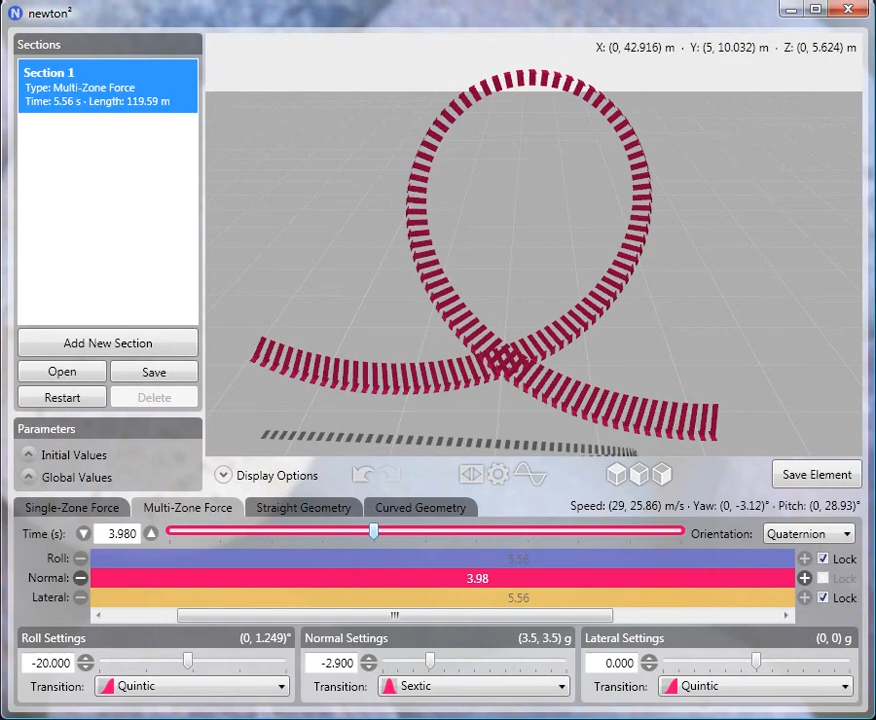 newton²
Sections
X: (0, 42.916) m · Y: (5, 10.032) m · Z: (0, 5.624) m
Section 1
Type: Multi-Zone Force
Time: 5.56 s · Length: 119.59 m
Add New Section
Open
Save
Restart
Delete
Parameters
Initial Values
Global Values
Display Options
Save Element
Single-Zone Force
Multi-Zone Force
Straight Geometry
Curved Geometry
Speed: (29, 25.86) m/s · Yaw: (0, -3.12)° · Pitch: (0, 28.93)°
Time (s):
3.980
Orientation:
Quaternion
Roll:
5.56
Lock
Normal:
3.98
Lock
Lateral:
5.56
Lock
Roll Settings
(0, 1.249)°
Normal Settings
(3.5, 3.5) g
Lateral Settings
(0, 0) g
-20.000
-2.900
0.000
Transition:
Quintic
Transition:
Sextic
Transition:
Quintic